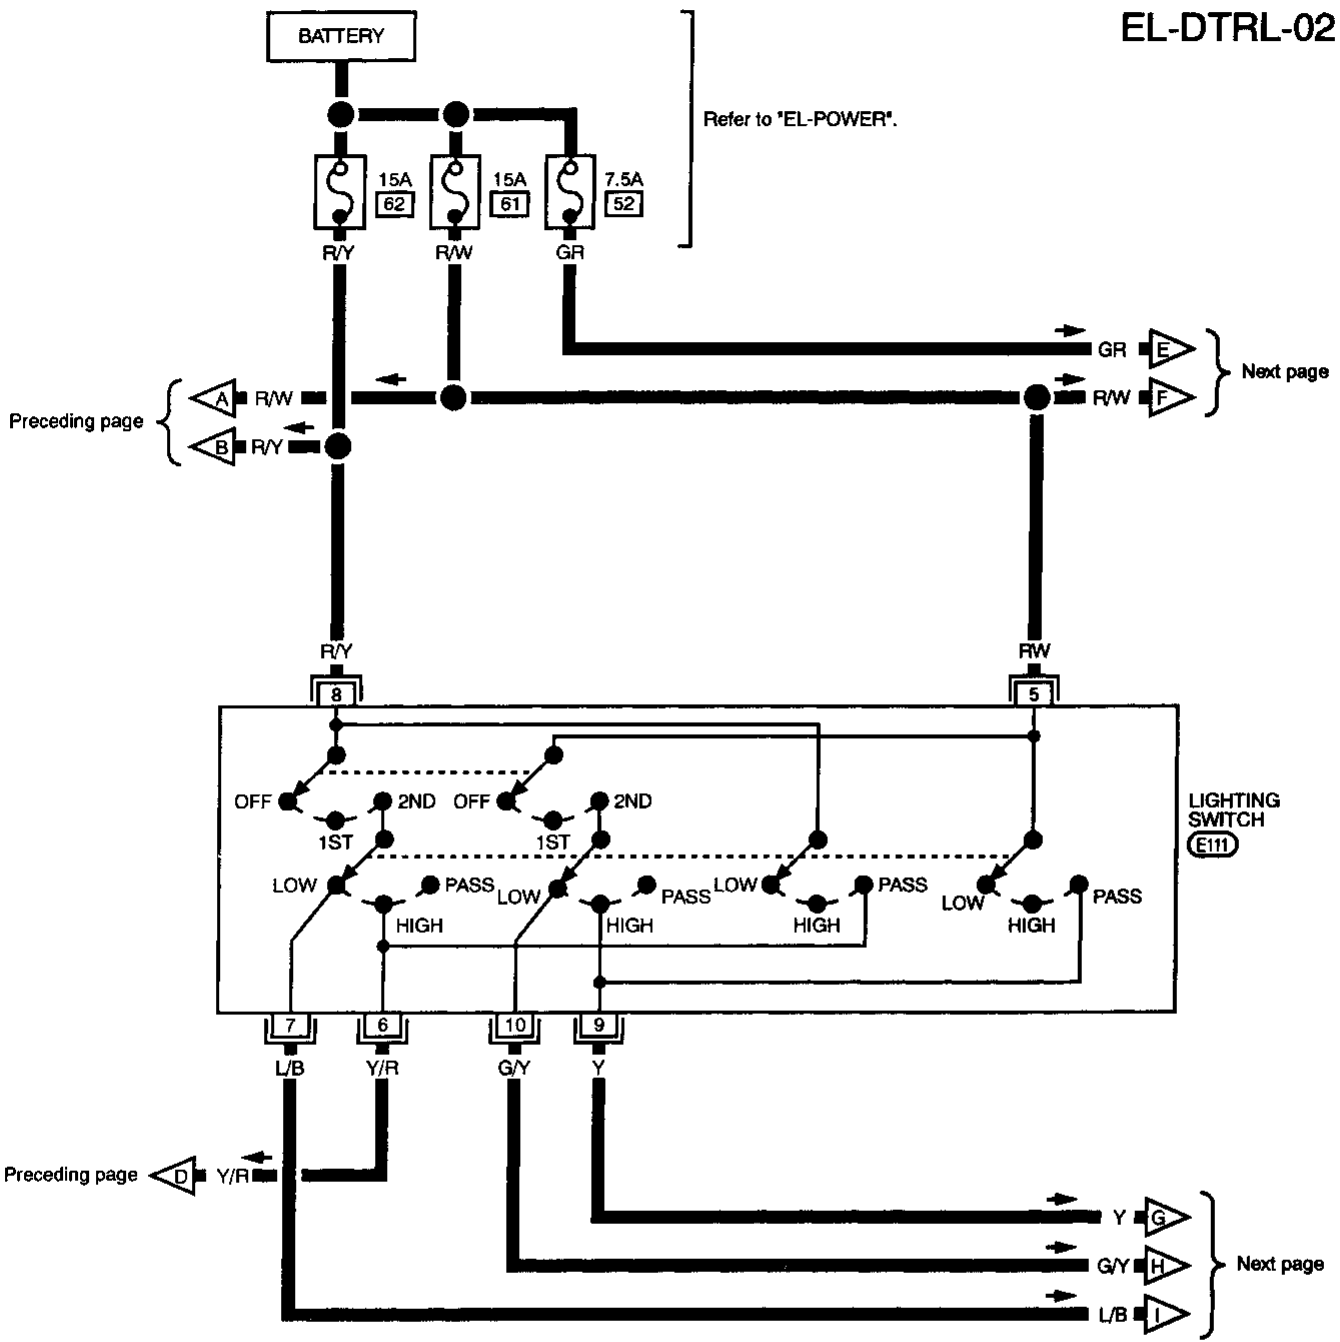 EL-DTRL-02
BATTERY
Refer to "EL-POWER".
15A
62
15A
61
7.5A
52
R/Y
R/W
GR
GR
E
Next page
Preceding page
A
R/W
R/W
F
B
R/Y
R/Y
RW
8
5
OFF
2ND
OFF
2ND
1ST
1ST
LIGHTING
SWITCH
E111
LOW
PASS
LOW
PASS
LOW
PASS
LOW
PASS
HIGH
HIGH
HIGH
HIGH
7
6
10
9
L/B
Y/R
G/Y
Y
Preceding page
D
Y/R
Y
G
G/Y
H
Next page
L/B
I